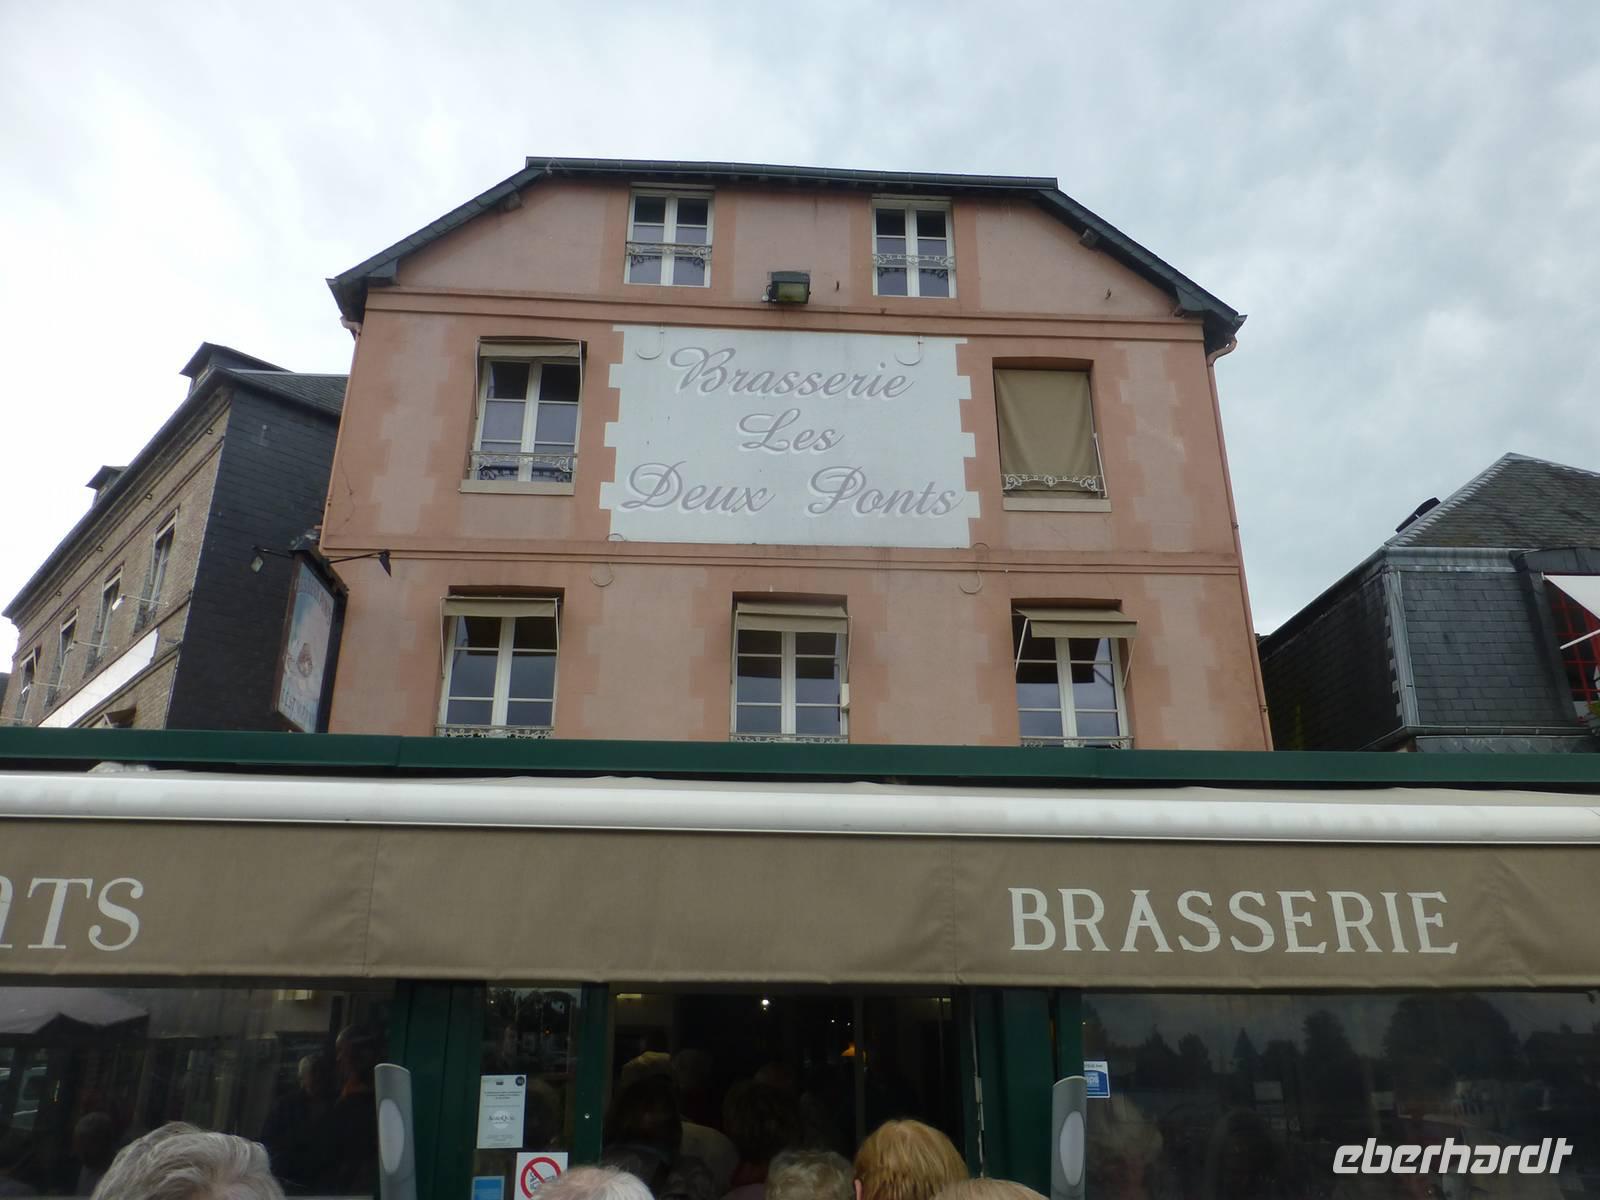 Brasserie
Les
Deux Ponts
NTS
BRASSERIE
eberhardt